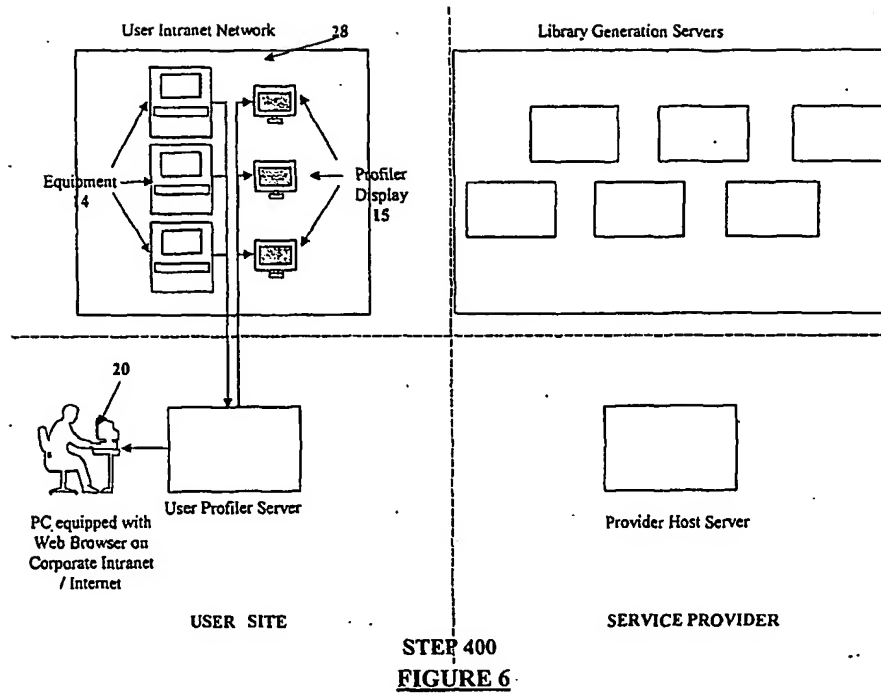 User Intranet Network
28
Library Generation Servers
Equipment
4
Profiler
Display
15
20
User Profiler Server
PC equipped with
Web Browser on
Corporate Intranet
/ Internet
Provider Host Server
USER SITE
SERVICE PROVIDER
STEP 400
FIGURE 6